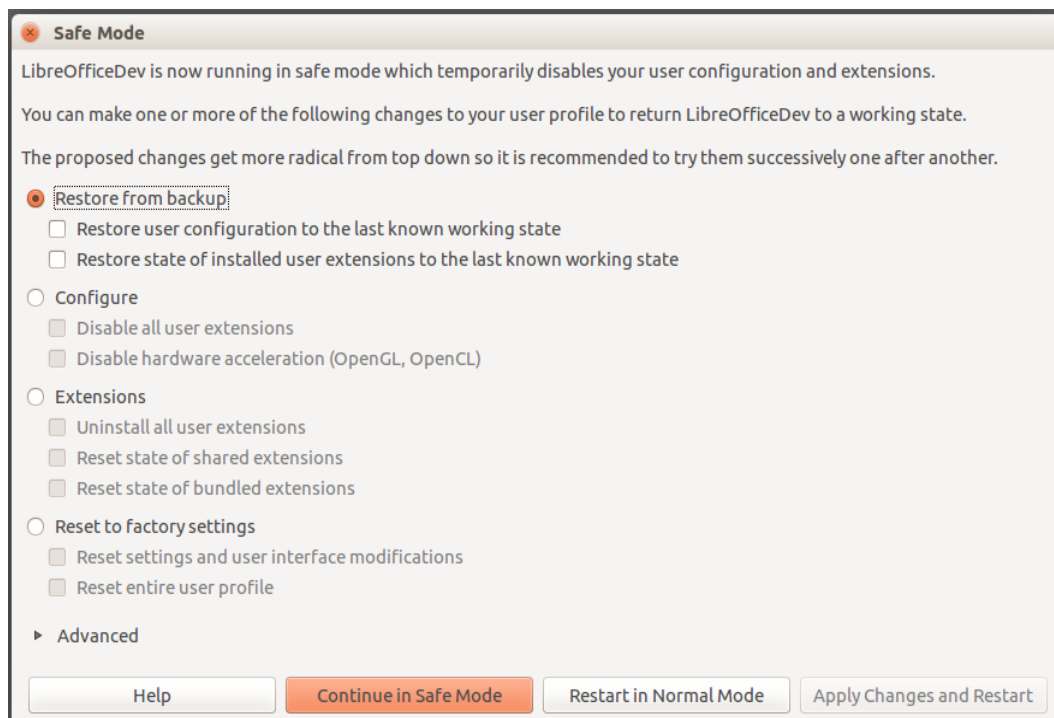 Safe Mode
LibreOfficeDev is now running in safe mode which temporarily disables your user configuration and extensions.
You can make one or more of the following changes to your user profile to return LibreOfficeDev to a working state.
The proposed changes get more radical from top down so it is recommended to try them successively one after another.
Restore from backup
Restore user configuration to the last known working state
Restore state of installed user extensions to the last known working state
Configure
Disable all user extensions
Disable hardware acceleration (OpenGL, OpenCL)
Extensions
Uninstall all user extensions
Reset state of shared extensions
Reset state of bundled extensions
Reset to factory settings
Reset settings and user interface modifications
Reset entire user profile
Advanced
Help Continue in Safe Mode Restart in Normal Mode Apply Changes and Restart